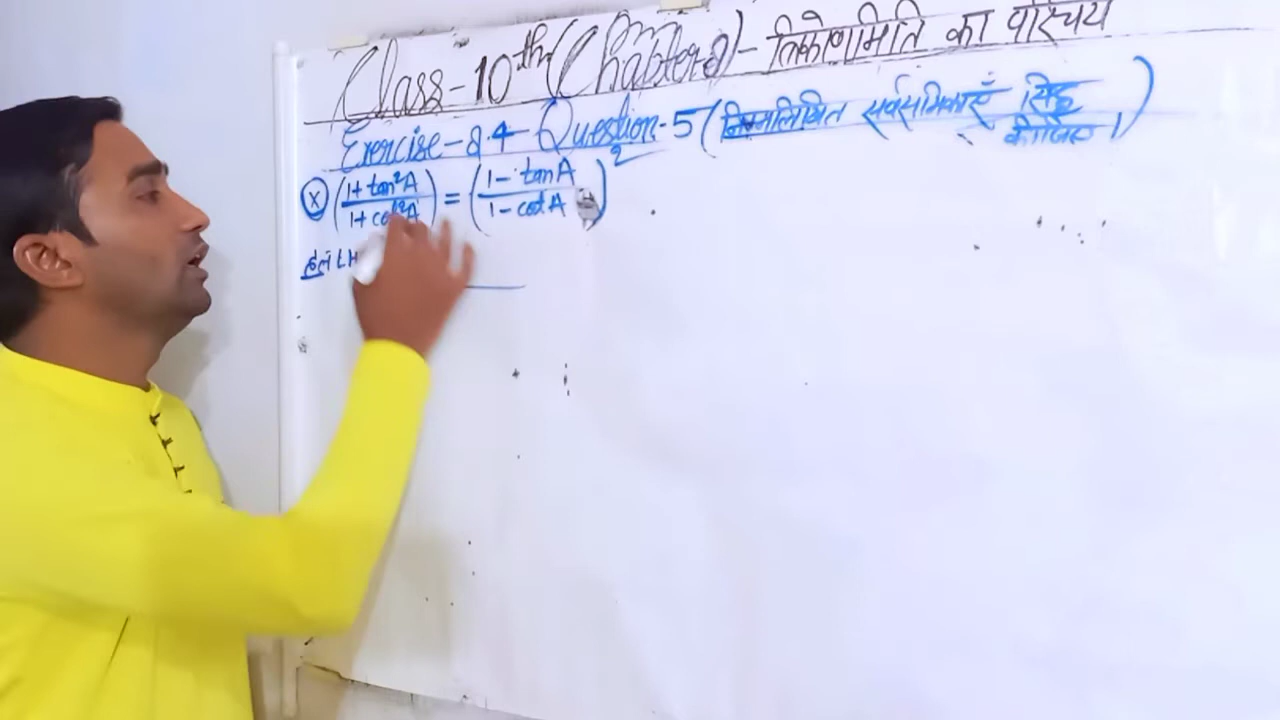 Class-10th (Chapter 8) - त्रिकोणमिति का परिचय
Exercise-8.4 Question-5 (निम्नलिखित सर्वसमिकाएँ सिद्ध कीजिए।)
(x) (1+tan²A / 1+cot²A) = (1-tanA / 1-cotA)²
हल LH